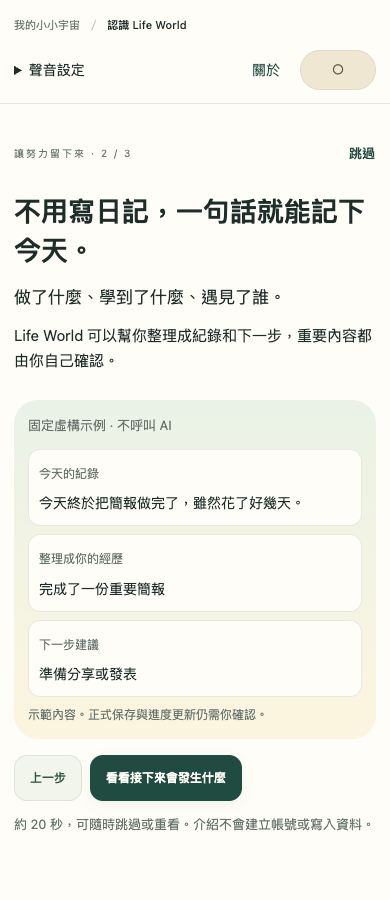 我的小小宇宙 / 認識 Life World
▶ 聲音設定
關於
讓努力留下來 · 2 / 3
跳過
不用寫日記，一句話就能記下
今天。
做了什麼、學到了什麼、遇見了誰。
Life World 可以幫你整理成紀錄和下一步，重要內容都
由你自己確認。
固定虛構示例 · 不呼叫 AI
今天的紀錄
今天終於把簡報做完了，雖然花了好幾天。
整理成你的經歷
完成了一份重要簡報
下一步建議
準備分享或發表
示範內容。正式保存與進度更新仍需你確認。
上一步
看看接下來會發生什麼
約 20 秒，可隨時跳過或重看。介紹不會建立帳號或寫入資料。